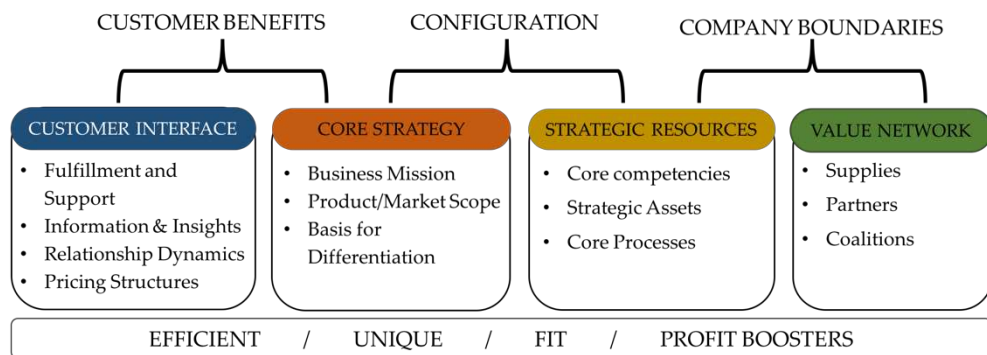 CUSTOMER BENEFITS
CONFIGURATION
COMPANY BOUNDARIES
CUSTOMER INTERFACE
• Fulfillment and
Support
• Information & Insights
• Relationship Dynamics
• Pricing Structures
CORE STRATEGY
• Business Mission
• Product/Market Scope
• Basis for
Differentiation
STRATEGIC RESOURCES
• Core competencies
• Strategic Assets
• Core Processes
VALUE NETWORK
• Supplies
• Partners
• Coalitions
EFFICIENT / UNIQUE / FIT / PROFIT BOOSTERS